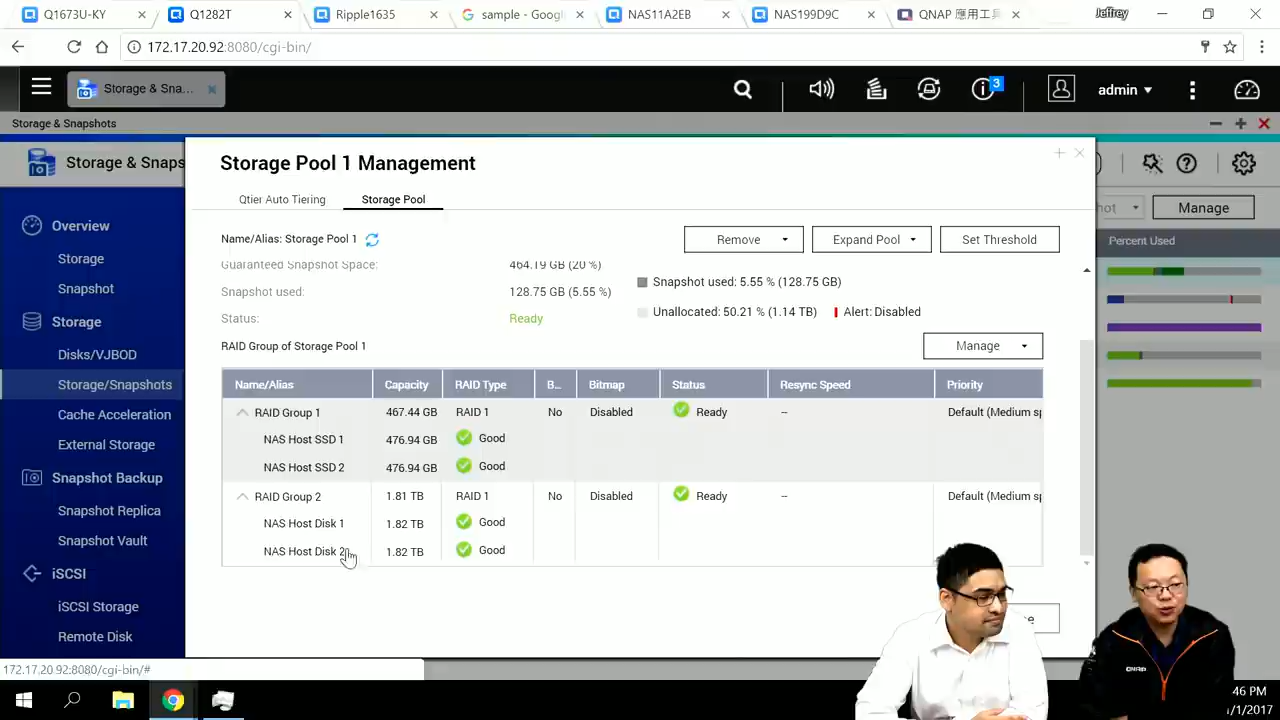 Q1673U-KY
Q1282T
Ripple1635
sample - Goog
NAS11A2EB
NAS199D9C
QNAP 應用工具
Jeffrey
172.17.20.92:8080/cgi-bin/
Storage & Sna...
3
admin
Storage & Snapshots
Storage & Snaps
Storage Pool 1 Management
Manage
Qtier Auto Tiering
Storage Pool
Percent Used
Overview
Storage
Snapshot
Storage
Disks/VJBOD
Storage/Snapshots
Cache Acceleration
External Storage
Snapshot Backup
Snapshot Replica
Snapshot Vault
iSCSI
iSCSI Storage
Remote Disk
Name/Alias: Storage Pool 1
Remove
Expand Pool
Set Threshold
Guaranteed Snapshot Space: 464.19 GB (20 %)
Snapshot used: 128.75 GB (5.55 %)
Status: Ready
Snapshot used: 5.55 % (128.75 GB)
Unallocated: 50.21 % (1.14 TB) Alert: Disabled
RAID Group of Storage Pool 1
Manage
Name/Alias Capacity RAID Type B... Bitmap Status Resync Speed Priority
RAID Group 1 467.44 GB RAID 1 No Disabled Ready -- Default (Medium sp
NAS Host SSD 1 476.94 GB Good
NAS Host SSD 2 476.94 GB Good
RAID Group 2 1.81 TB RAID 1 No Disabled Ready -- Default (Medium sp
NAS Host Disk 1 1.82 TB Good
NAS Host Disk 2 1.82 TB Good
172.17.20.92:8080/cgi-bin/#
QNAP
46 PM
/1/2017